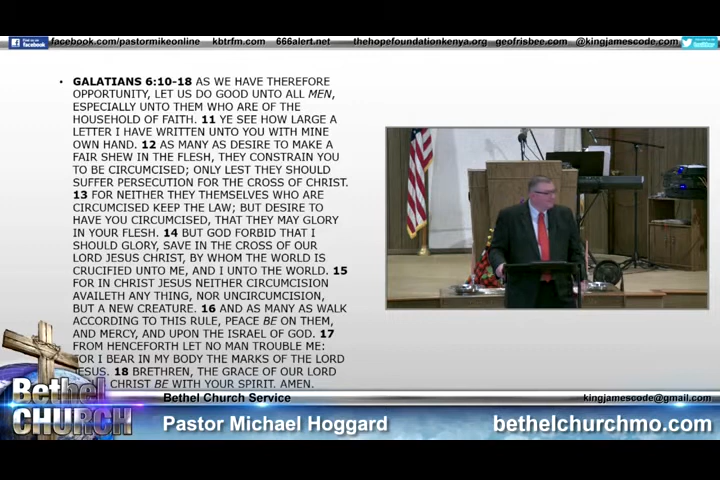 Find us on facebook facebook.com/pastormikeonline kbtrfm.com 666alert.net thehopefoundationkenya.org geofrisbee.com @kingjamescode.com twitter
• GALATIANS 6:10-18 AS WE HAVE THEREFORE
OPPORTUNITY, LET US DO GOOD UNTO ALL MEN,
ESPECIALLY UNTO THEM WHO ARE OF THE
HOUSEHOLD OF FAITH. 11 YE SEE HOW LARGE A
LETTER I HAVE WRITTEN UNTO YOU WITH MINE
OWN HAND. 12 AS MANY AS DESIRE TO MAKE A
FAIR SHEW IN THE FLESH, THEY CONSTRAIN YOU
TO BE CIRCUMCISED; ONLY LEST THEY SHOULD
SUFFER PERSECUTION FOR THE CROSS OF CHRIST.
13 FOR NEITHER THEY THEMSELVES WHO ARE
CIRCUMCISED KEEP THE LAW; BUT DESIRE TO
HAVE YOU CIRCUMCISED, THAT THEY MAY GLORY
IN YOUR FLESH. 14 BUT GOD FORBID THAT I
SHOULD GLORY, SAVE IN THE CROSS OF OUR
LORD JESUS CHRIST, BY WHOM THE WORLD IS
CRUCIFIED UNTO ME, AND I UNTO THE WORLD. 15
FOR IN CHRIST JESUS NEITHER CIRCUMCISION
AVAILETH ANY THING, NOR UNCIRCUMCISION,
BUT A NEW CREATURE. 16 AND AS MANY AS WALK
ACCORDING TO THIS RULE, PEACE BE ON THEM,
AND MERCY, AND UPON THE ISRAEL OF GOD. 17
FROM HENCEFORTH LET NO MAN TROUBLE ME:
FOR I BEAR IN MY BODY THE MARKS OF THE LORD
JESUS. 18 BRETHREN, THE GRACE OF OUR LORD
CHRIST BE WITH YOUR SPIRIT. AMEN.
Bethel
CHURCH
Bethel Church Service kingjamescode@gmail.com
Pastor Michael Hoggard bethelchurchmo.com